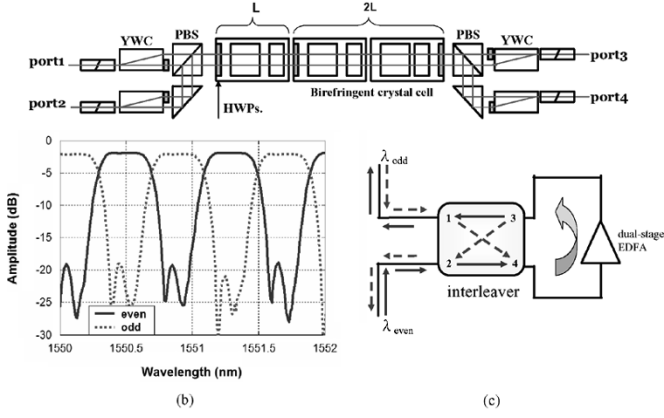 L
2L
YWC
PBS
PBS
YWC
port1
port3
port2
port4
HWPs.
Birefringent crystal cell
Amplitude (dB)
0
-5
-10
-15
-20
-25
-30
even
odd
1550
1550.5
1551
1551.5
1552
Wavelength (nm)
(b)
λodd
1
3
2
4
interleaver
dual-stage
EDFA
λeven
(c)